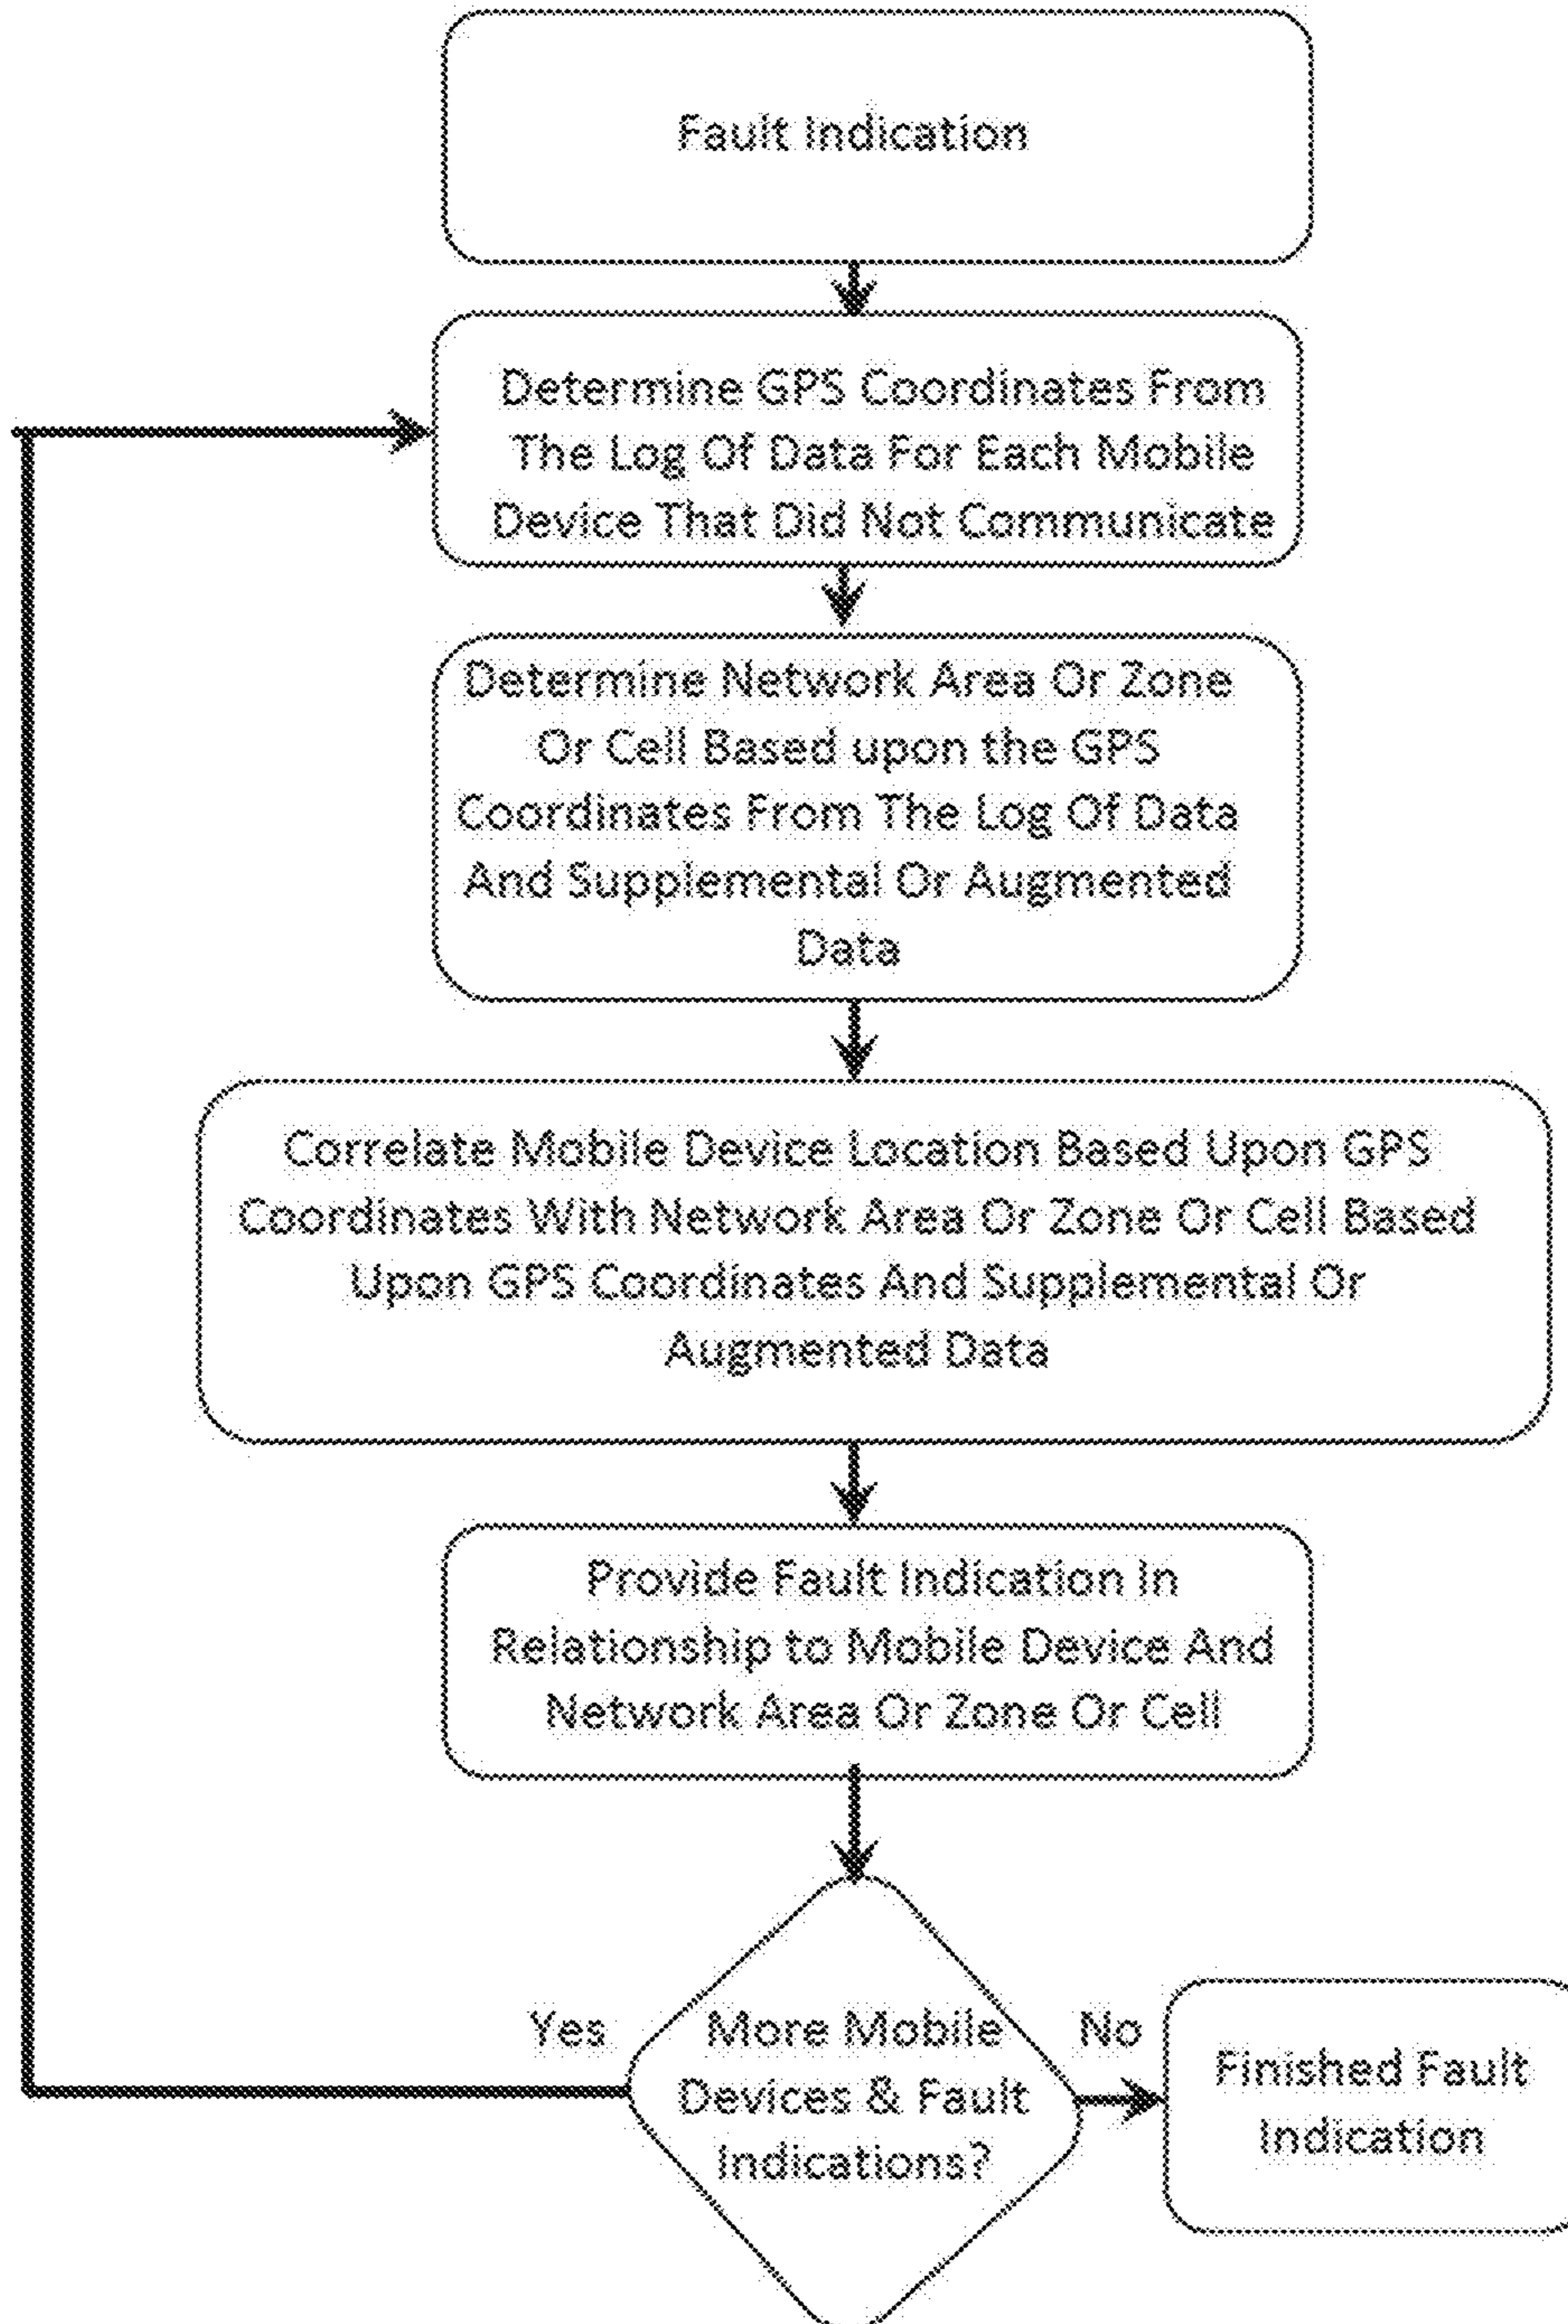 Fault Indication
Determine GPS Coordinates From
The Log Of Data For Each Mobile
Device That Did Not Communicate
Determine Network Area Or Zone
Or Cell Based upon the GPS
Coordinates From The Log Of Data
And Supplemental Or Augmented
Data
Correlate Mobile Device Location Based Upon GPS
Coordinates With Network Area Or Zone Or Cell Based
Upon GPS Coordinates And Supplemental Or
Augmented Data
Provide Fault Indication In
Relationship to Mobile Device And
Network Area Or Zone Or Cell
Yes
More Mobile
Devices & Fault
Indications?
No
Finished Fault
Indication